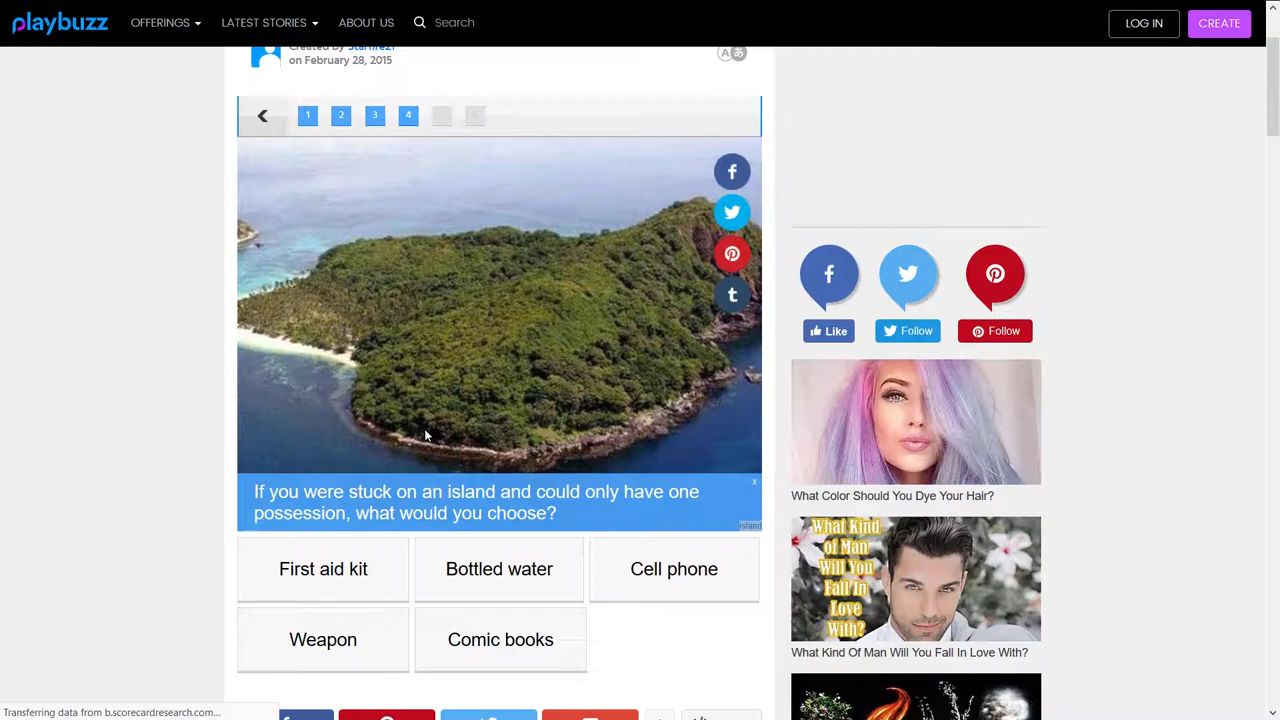 playbuzz
OFFERINGS
LATEST STORIES
ABOUT US
Search
LOG IN
CREATE
on February 28, 2015
1
2
3
4
If you were stuck on an island and could only have one
possession, what would you choose?
x
island
First aid kit
Bottled water
Cell phone
Weapon
Comic books
Like
Follow
Follow
What Color Should You Dye Your Hair?
What Kind
of Man
Will You
Fall In
Love
With?
What Kind Of Man Will You Fall In Love With?
Transferring data from b.scorecardresearch.com...